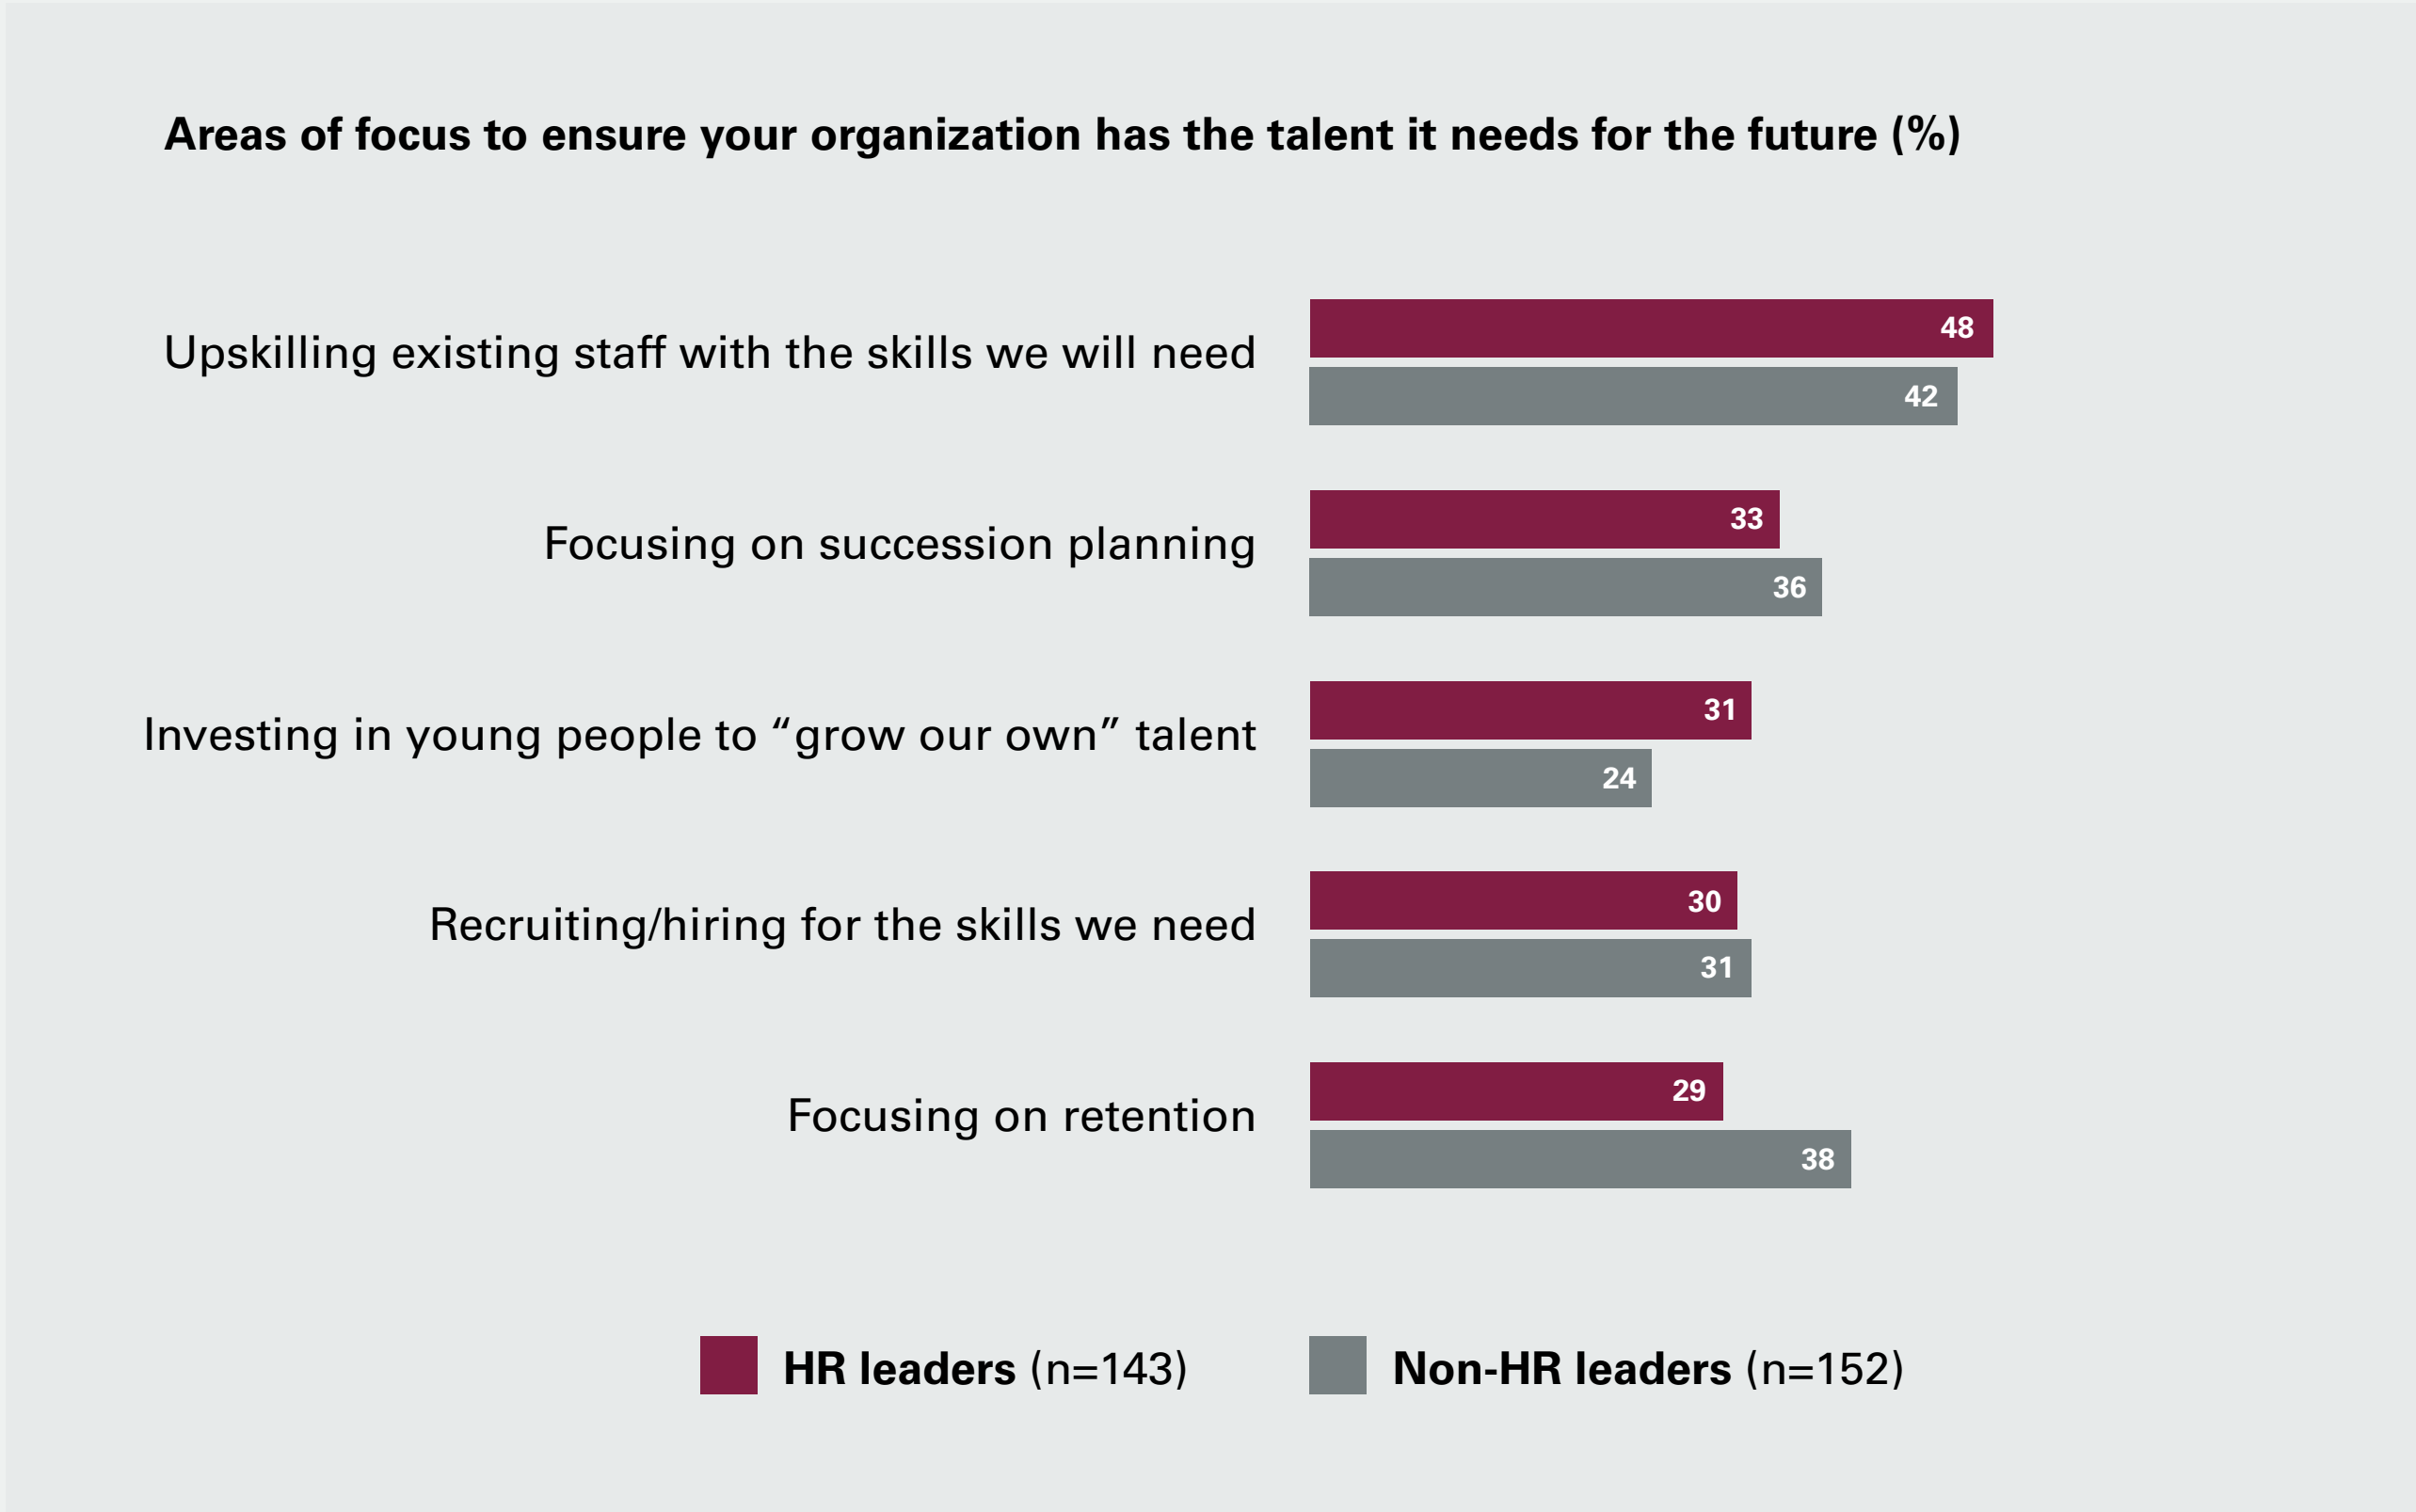 Areas of focus to ensure your organization has the talent it needs for the future (%)
Upskilling existing staff with the skills we will need
48
42
Focusing on succession planning
33
36
Investing in young people to “grow our own” talent
31
24
Recruiting/hiring for the skills we need
30
31
Focusing on retention
29
38
HR leaders (n=143)
Non-HR leaders (n=152)